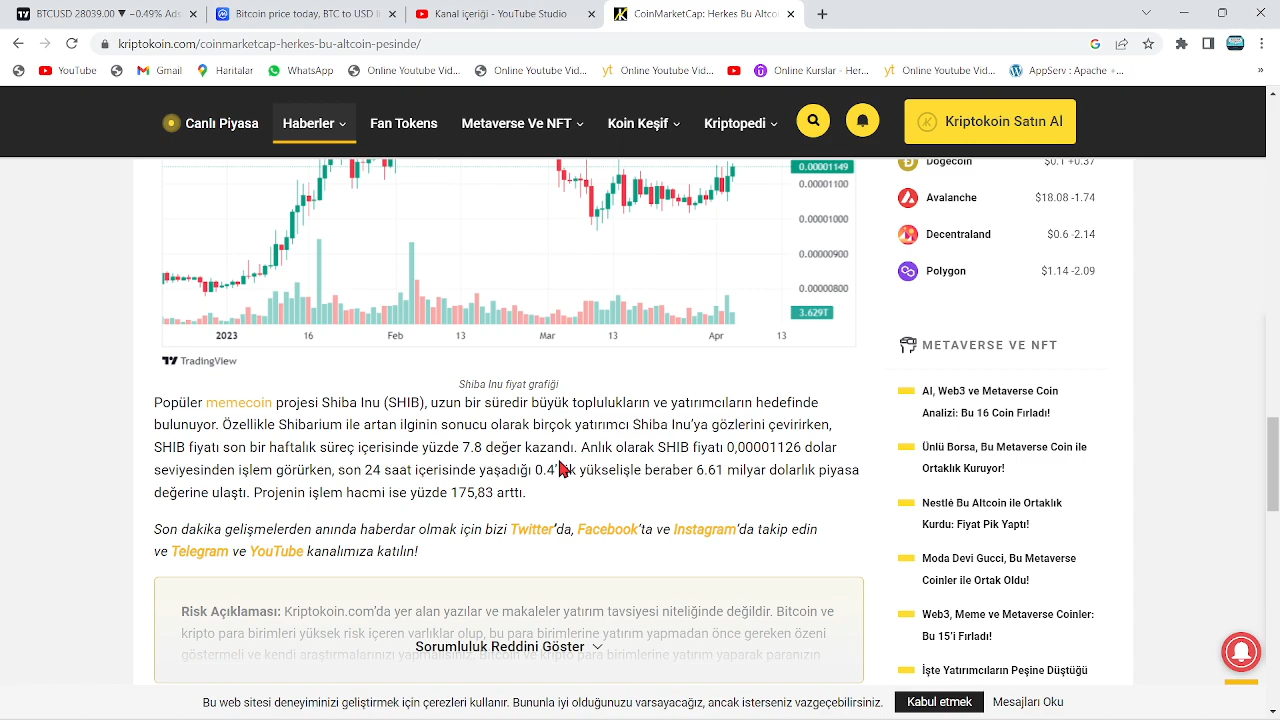 BTCUSD 28039.00 ▼ −0.49% Ads
Bitcoin price today, BTC to USD li
Kanal içeriği - YouTube Studio
CoinMarketCap: Herkes Bu Altco
kriptokoin.com/coinmarketcap-herkes-bu-altcoin-pesinde/
YouTube
Gmail
Haritalar
WhatsApp
Online Youtube Vid...
Online Youtube Vid...
Online Youtube Vid...
Online Kurslar - Her...
Online Youtube Vid...
AppServ : Apache +...
»
Canlı Piyasa
Haberler
Fan Tokens
Metaverse Ve NFT
Koin Keşif
Kriptopedi
Kriptokoin Satın Al
0.00001149
0.00001100
0.00001000
0.00000900
0.00000800
3.629T
2023 16 Feb 13 Mar 13 Apr 13
TradingView
Shiba Inu fiyat grafiği
Popüler memecoin projesi Shiba Inu (SHIB), uzun bir süredir büyük toplulukların ve yatırımcıların hedefinde
bulunuyor. Özellikle Shibarium ile artan ilginin sonucu olarak birçok yatırımcı Shiba Inu’ya gözlerini çevirirken,
SHIB fiyatı son bir haftalık süreç içerisinde yüzde 7.8 değer kazandı. Anlık olarak SHIB fiyatı 0,00001126 dolar
seviyesinden işlem görürken, son 24 saat içerisinde yaşadığı yükselişle beraber 6.61 milyar dolarlık piyasa
değerine ulaştı. Projenin işlem hacmi ise yüzde 175,83 arttı.
Son dakika gelişmelerden anında haberdar olmak için bizi Twitter’da, Facebook’ta ve Instagram’da takip edin
ve Telegram ve YouTube kanalımıza katılın!
Risk Açıklaması: Kriptokoin.com’da yer alan yazılar ve makaleler yatırım tavsiyesi niteliğinde değildir. Bitcoin ve
kripto para birimleri yüksek risk içeren varlıklar olup, bu para birimlerine yatırım yapmadan önce gereken özeni
göstermeli ve kendi araştırmalarınızı yapmalısınız. Bitcoin ve kripto para birimlerine yatırım yaparak paranızın
Sorumluluk Reddini Göster
Dogecoin $0.1 +0.37
Avalanche $18.08 -1.74
Decentraland $0.6 -2.14
Polygon $1.14 -2.09
METAVERSE VE NFT
AI, Web3 ve Metaverse Coin
Analizi: Bu 16 Coin Fırladı!
Ünlü Borsa, Bu Metaverse Coin ile
Ortaklık Kuruyor!
Nestlé Bu Altcoin ile Ortaklık
Kurdu: Fiyat Pik Yaptı!
Moda Devi Gucci, Bu Metaverse
Coinler ile Ortak Oldu!
Web3, Meme ve Metaverse Coinler:
Bu 15’i Fırladı!
İşte Yatırımcıların Peşine Düştüğü
deneyiminizi geliştirmek için çerezleri kullanır. Bununla iyi olduğunuzu varsayacağız, ancak isterseniz vazgeçebilirsiniz.
Kabul etmek
Mesajları Oku